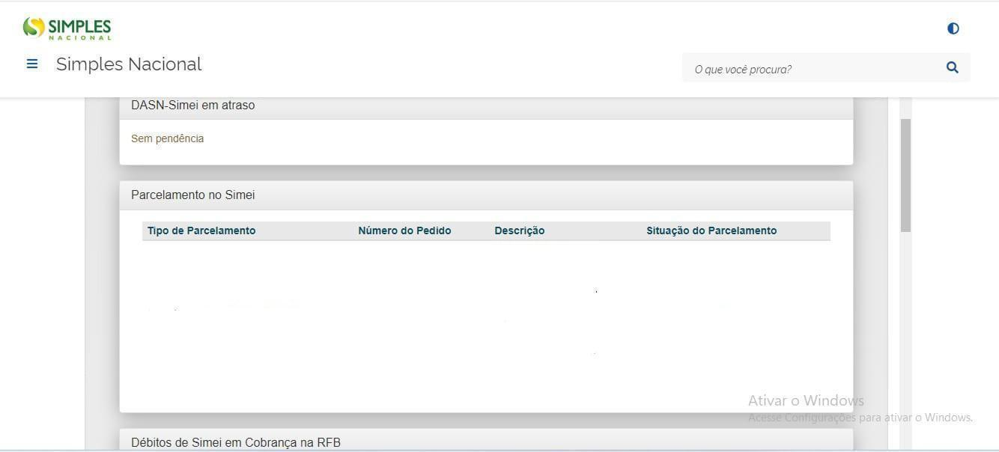 SIMPLES
NACIONAL
Simples Nacional
O que você procura?
DASN-Simei em atraso
Sem pendência
Parcelamento no Simei
Tipo de Parcelamento Número do Pedido Descrição Situação do Parcelamento
Ativar o Windows
Acesse Configurações para ativar o Windows.
Débitos de Simei em Cobrança na RFB